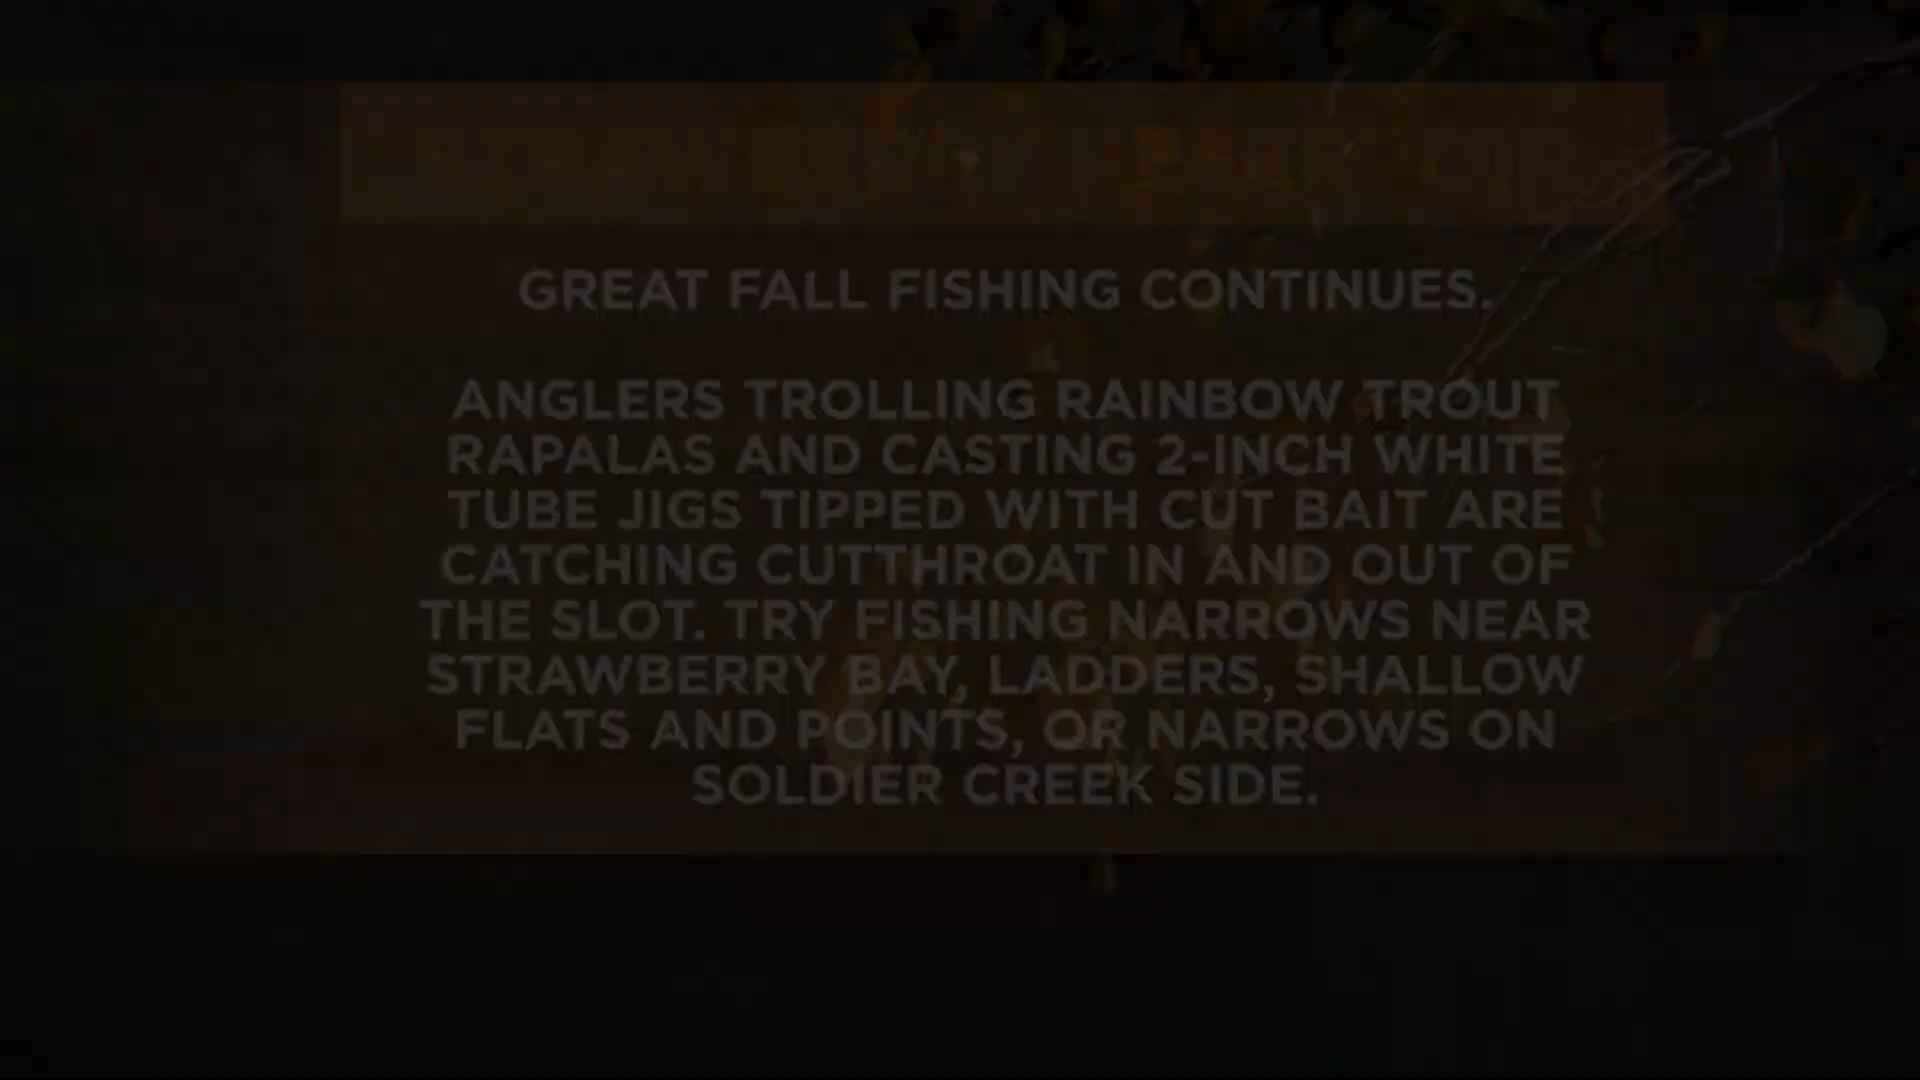 STRAWBERRY RESERVOIR
GREAT FALL FISHING CONTINUES.
ANGLERS TROLLING RAINBOW TROUT
RAPALAS AND CASTING 2-INCH WHITE
TUBE JIGS TIPPED WITH CUT BAIT ARE
CATCHING CUTTHROAT IN AND OUT OF
THE SLOT. TRY FISHING NARROWS NEAR
STRAWBERRY BAY, LADDERS, SHALLOW
FLATS AND POINTS, OR NARROWS ON
SOLDIER CREEK SIDE.